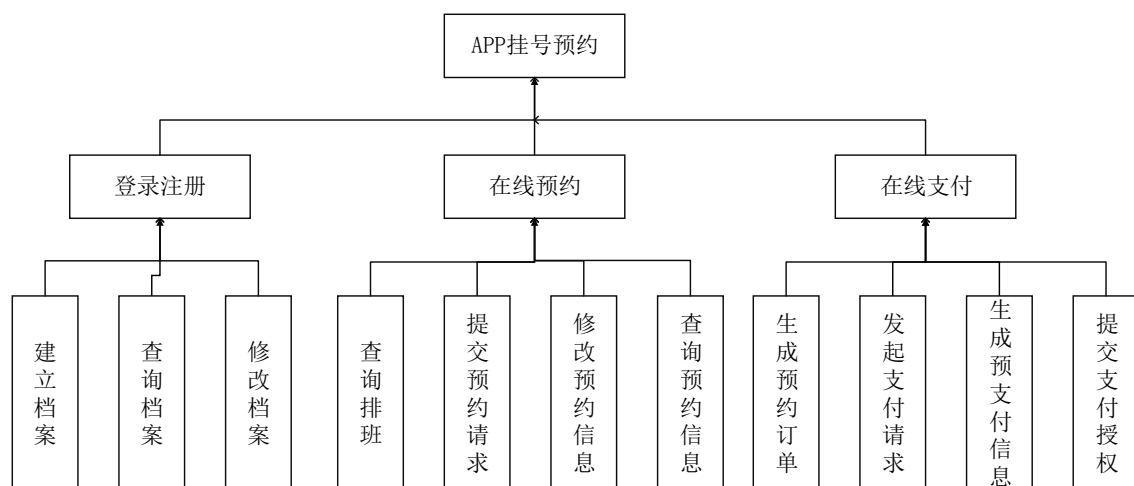 APP挂号预约
登录注册
在线预约
在线支付
建立档案
查询档案
修改档案
查询排班
提交预约请求
修改预约信息
查询预约信息
生成预约订单
发起支付请求
生成预支付信息
提交支付授权